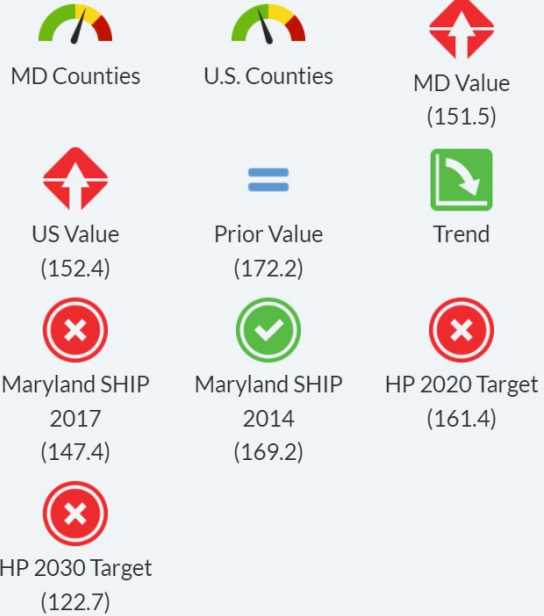 MD Counties
U.S. Counties
MD Value
(151.5)
US Value
(152.4)
Prior Value
(172.2)
Trend
Maryland SHIP
2017
(147.4)
Maryland SHIP
2014
(169.2)
HP 2020 Target
(161.4)
HP 2030 Target
(122.7)